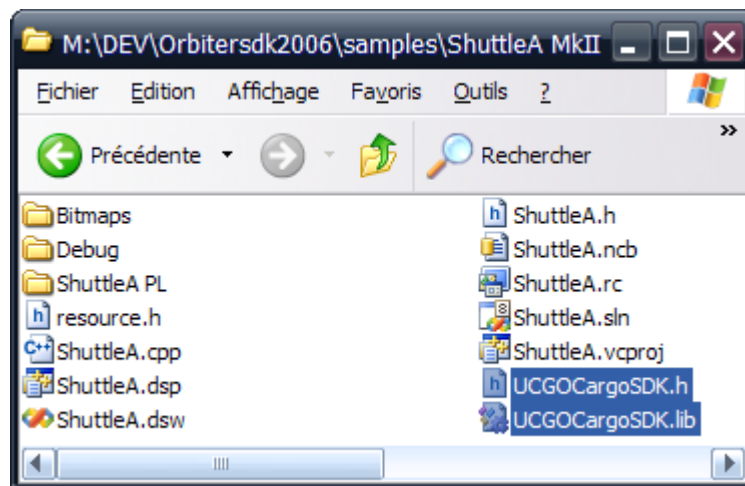 M:\DEV\Orbitersdk2006\samples\ShuttleA MkII
Fichier Edition Affichage Favoris Outils ?
Précédente Rechercher »
Bitmaps
Debug
ShuttleA PL
resource.h
ShuttleA.cpp
ShuttleA.dsp
ShuttleA.dsw
ShuttleA.h
ShuttleA.ncb
ShuttleA.rc
ShuttleA.sln
ShuttleA.vcproj
UCGOCargoSDK.h
UCGOCargoSDK.lib